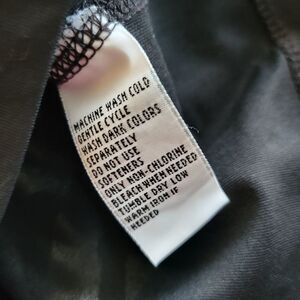 MACHINE WASH COLD
GENTLE CYCLE
WASH DARK COLORS
SEPARATELY
DO NOT USE
SOFTENERS
ONLY NON-CHLORINE
BLEACH WHEN NEEDED
TUMBLE DRY LOW
WARM IRON IF
NEEDED